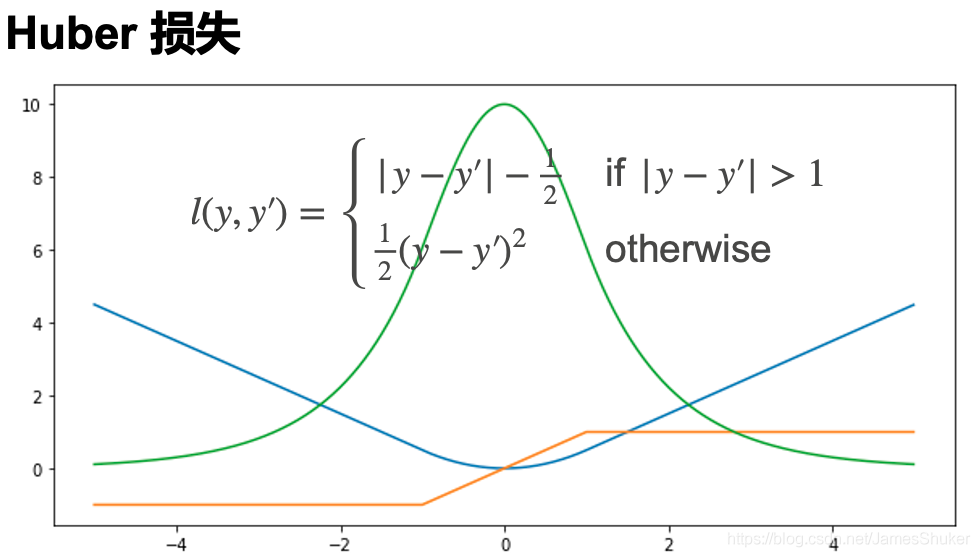 Huber 损失
10
8
6
4
2
0
l(y, y′) = { |y − y′| − 1/2 if |y − y′| > 1
1/2(y − y′)² otherwise
−4 −2 0 2 4
https://blog.csdn.net/JamesShuker